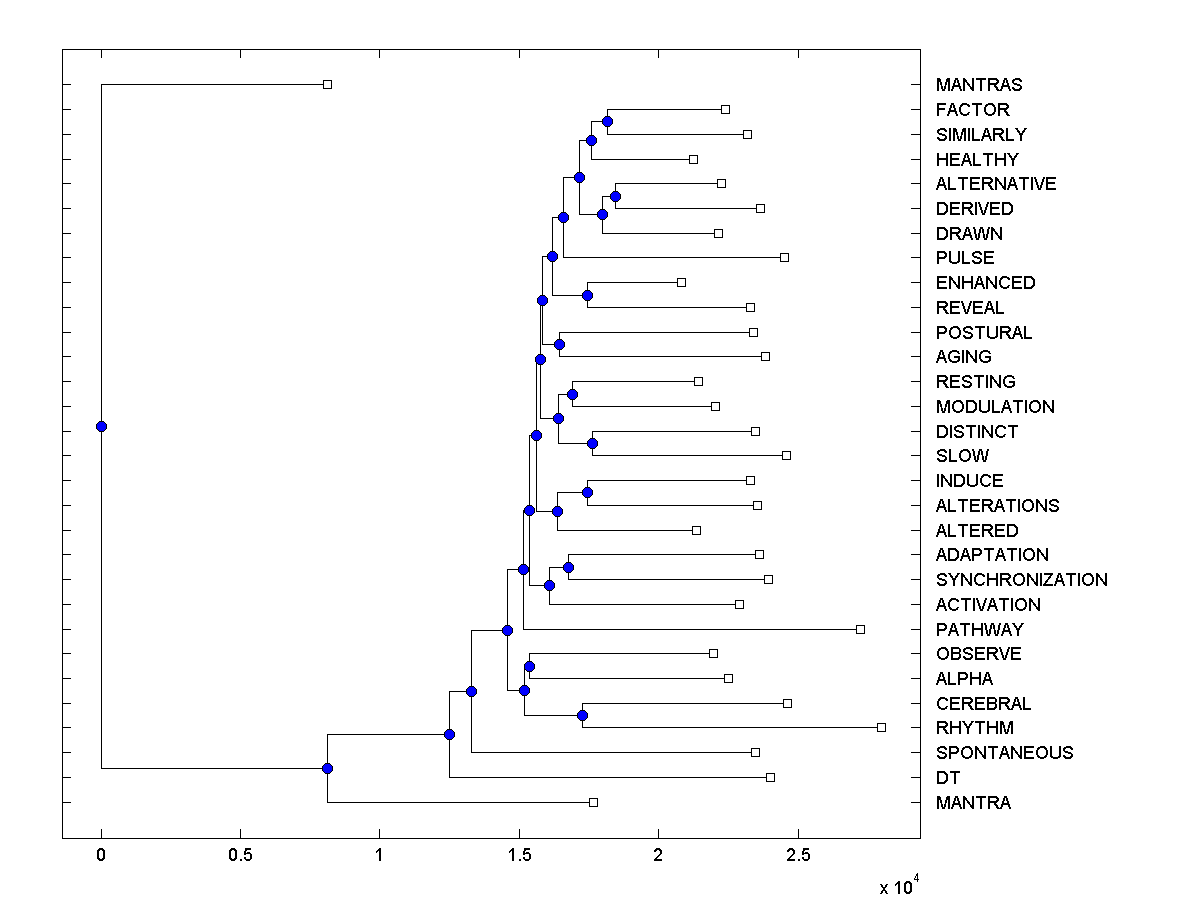 MANTRAS
FACTOR
SIMILARLY
HEALTHY
ALTERNATIVE
DERIVED
DRAWN
PULSE
ENHANCED
REVEAL
POSTURAL
AGING
RESTING
MODULATION
DISTINCT
SLOW
INDUCE
ALTERATIONS
ALTERED
ADAPTATION
SYNCHRONIZATION
ACTIVATION
PATHWAY
OBSERVE
ALPHA
CEREBRAL
RHYTHM
SPONTANEOUS
DT
MANTRA
0 0.5 1 1.5 2 2.5
x 10^4